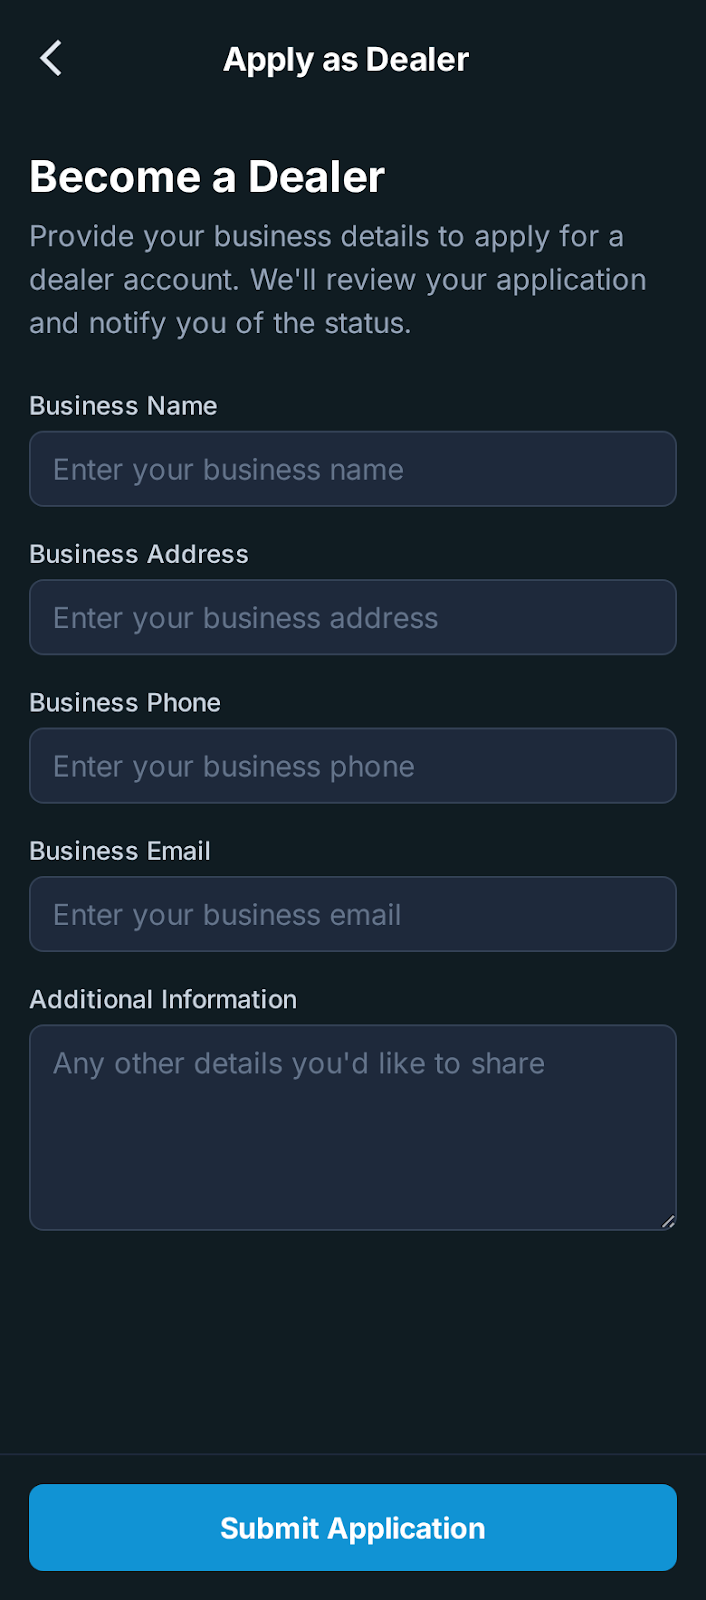 Apply as Dealer
Become a Dealer
Provide your business details to apply for a
dealer account. We'll review your application
and notify you of the status.
Business Name
Enter your business name
Business Address
Enter your business address
Business Phone
Enter your business phone
Business Email
Enter your business email
Additional Information
Any other details you'd like to share
Submit Application